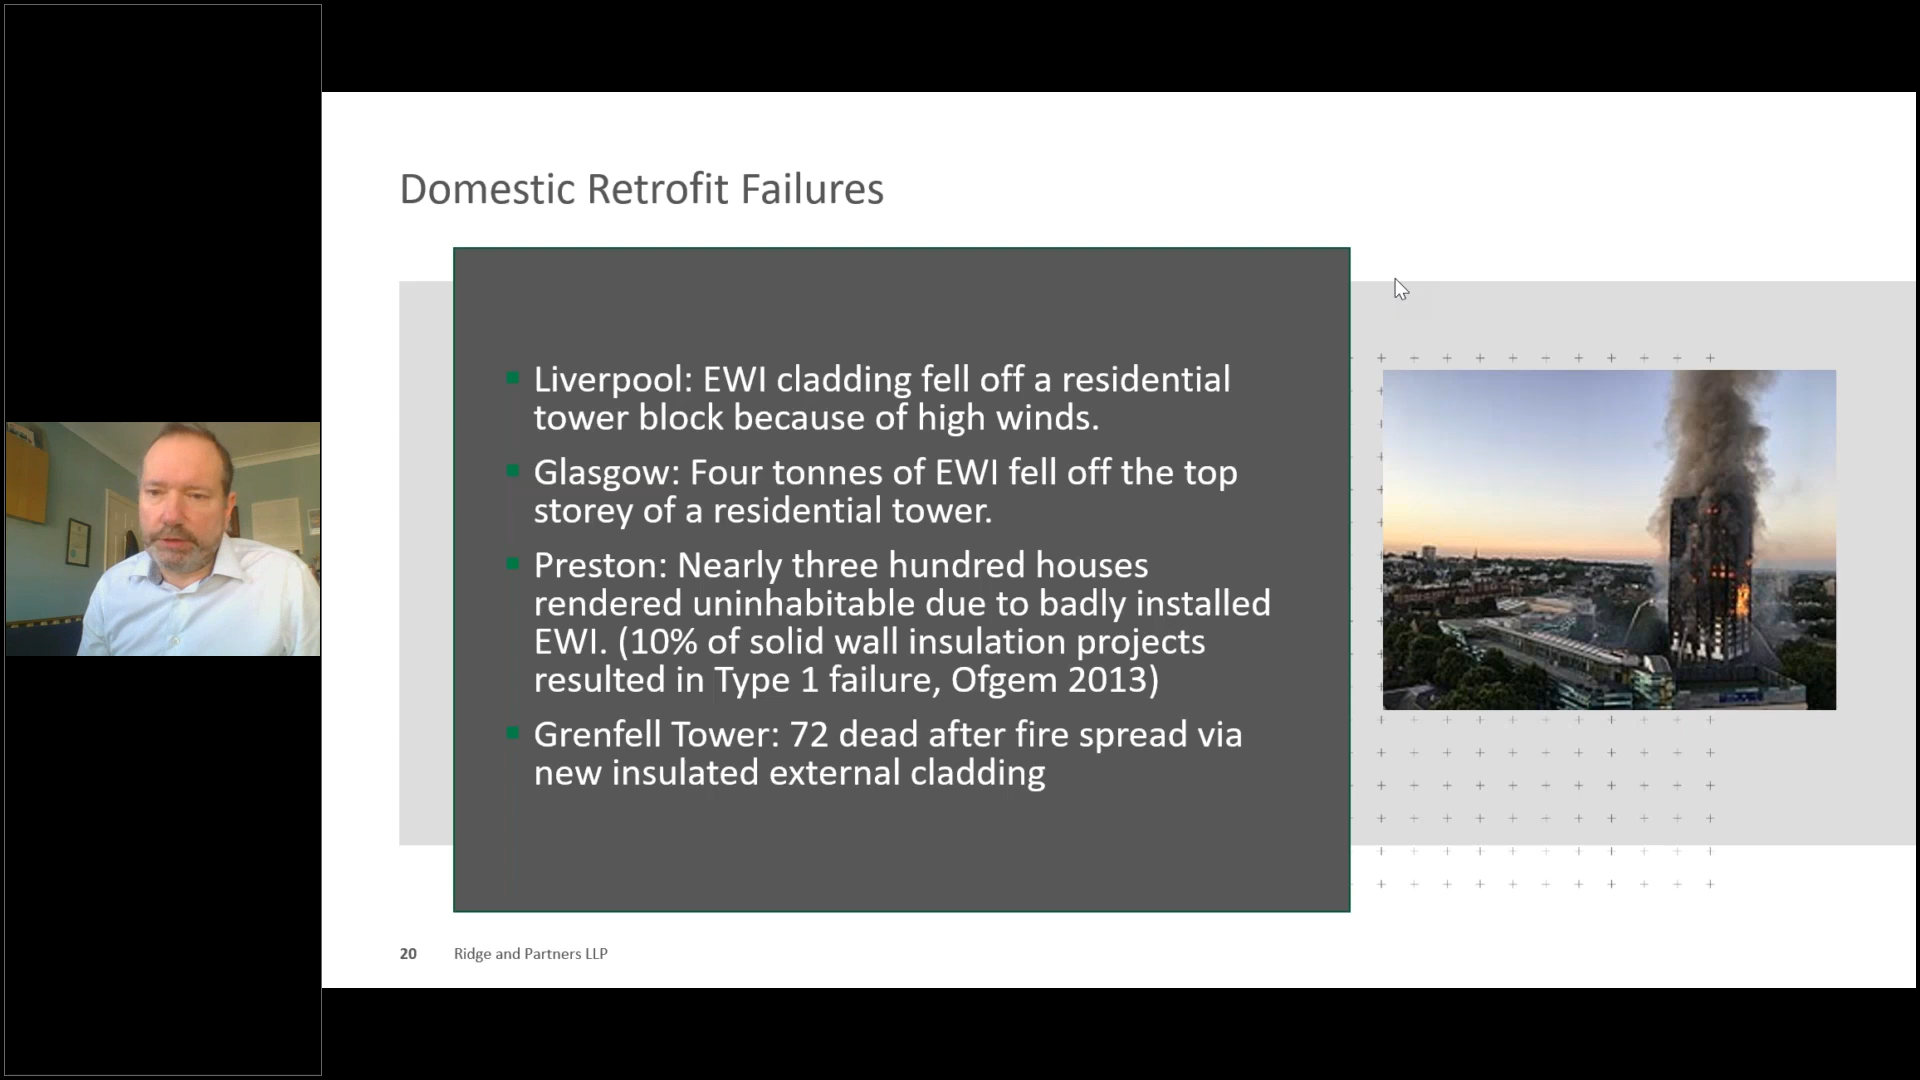 Domestic Retrofit Failures
Liverpool: EWI cladding fell off a residential
tower block because of high winds.
Glasgow: Four tonnes of EWI fell off the top
storey of a residential tower.
Preston: Nearly three hundred houses
rendered uninhabitable due to badly installed
EWI. (10% of solid wall insulation projects
resulted in Type 1 failure, Ofgem 2013)
Grenfell Tower: 72 dead after fire spread via
new insulated external cladding
20 Ridge and Partners LLP